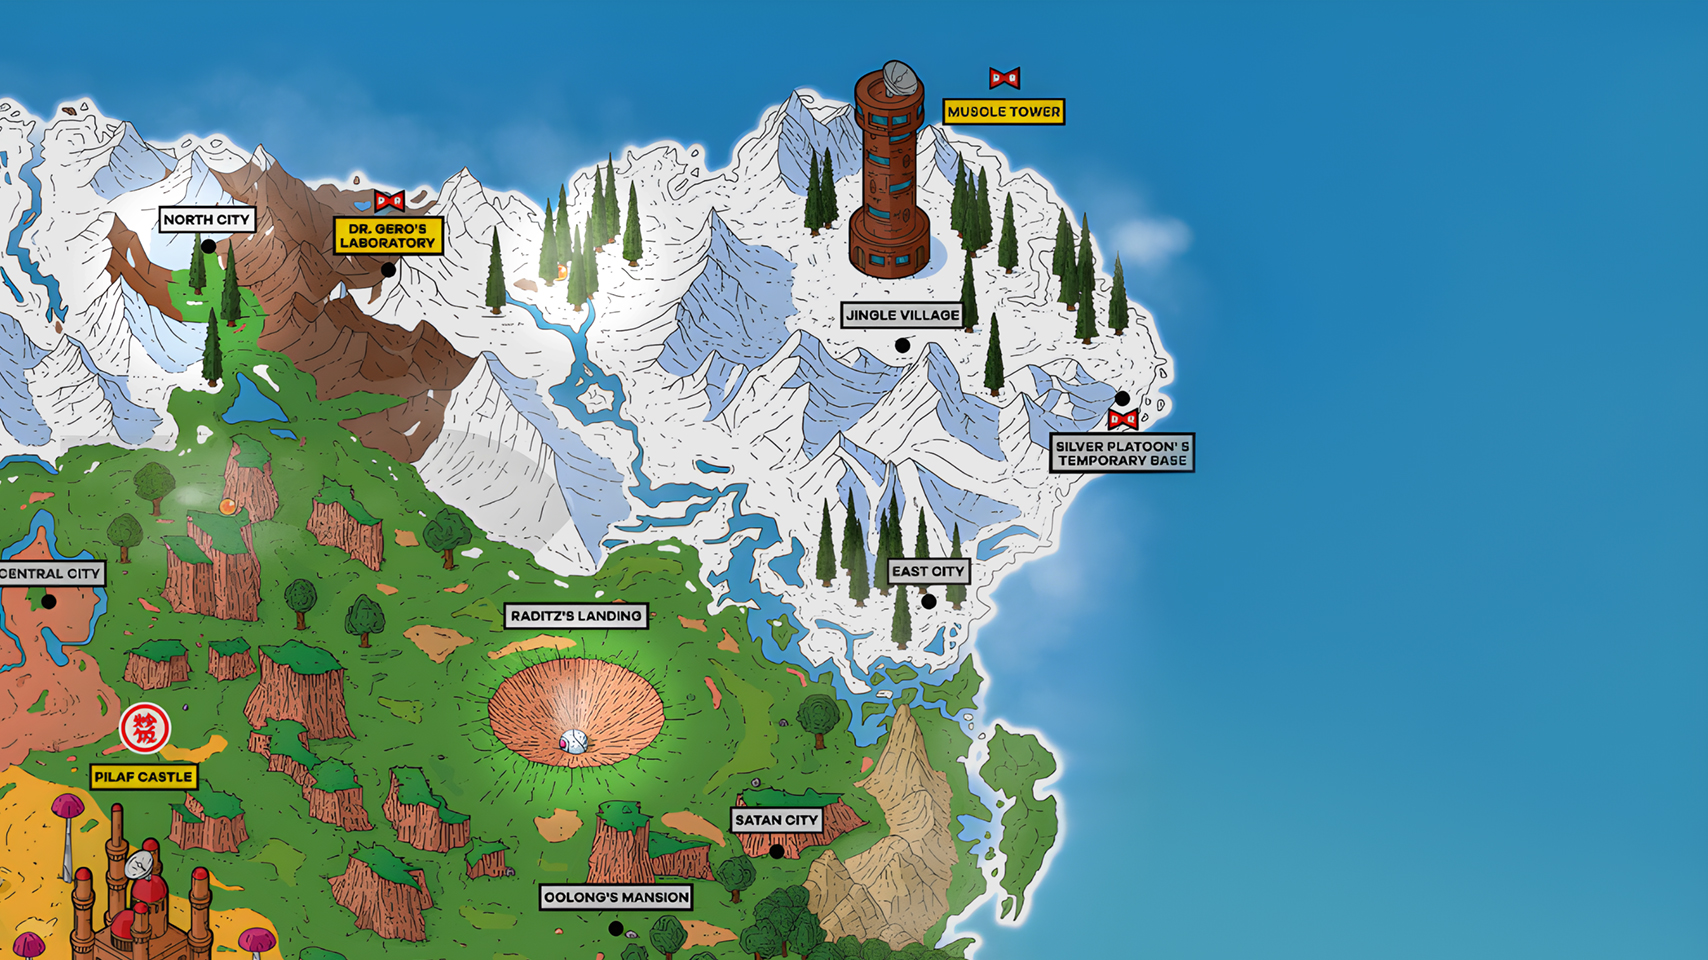 MUSCLE TOWER
NORTH CITY
DR. GERO'S
LABORATORY
JINGLE VILLAGE
SILVER PLATOON'S
TEMPORARY BASE
CENTRAL CITY
EAST CITY
RADITZ'S LANDING
PILAF CASTLE
SATAN CITY
OOLONG'S MANSION